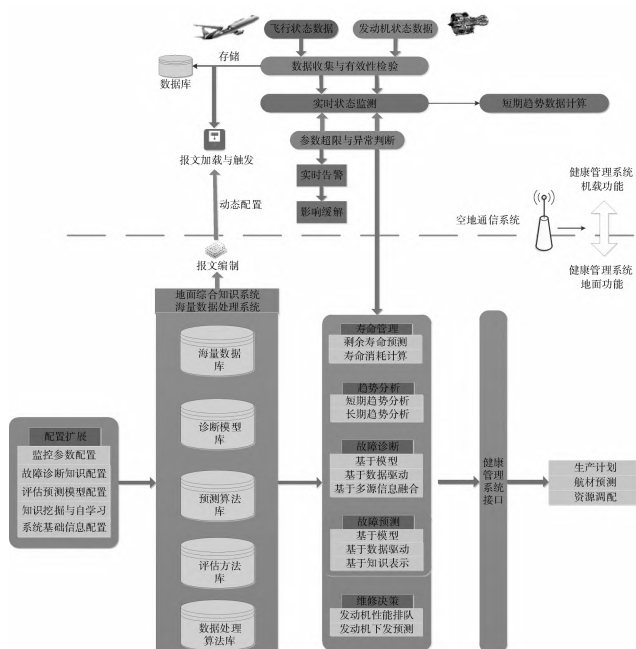 飞行状态数据
发动机状态数据
存储
数据收集与有效性检验
数据库
实时状态监测
短期趋势数据计算
参数超限与异常判断
报文加载与触发
实时告警
影响缓解
动态配置
空地通信系统
健康管理系统
机载功能
健康管理系统
地面功能
报文编制
地面综合知识系统
海量数据处理系统
海量数据
库
诊断模型
库
预测算法
库
评估方法
库
数据处理
算法库
配置扩展
监控参数配置
故障诊断知识配置
评估预测模型配置
知识挖掘与自学习
系统基础信息配置
寿命管理
剩余寿命预测
寿命消耗计算
趋势分析
短期趋势分析
长期趋势分析
故障诊断
基于模型
基于数据驱动
基于多源信息融合
故障预测
基于模型
基于数据驱动
基于知识表示
维修决策
发动机性能排队
发动机下发预测
健康
管理
系统
接口
生产计划
航材预测
资源调配